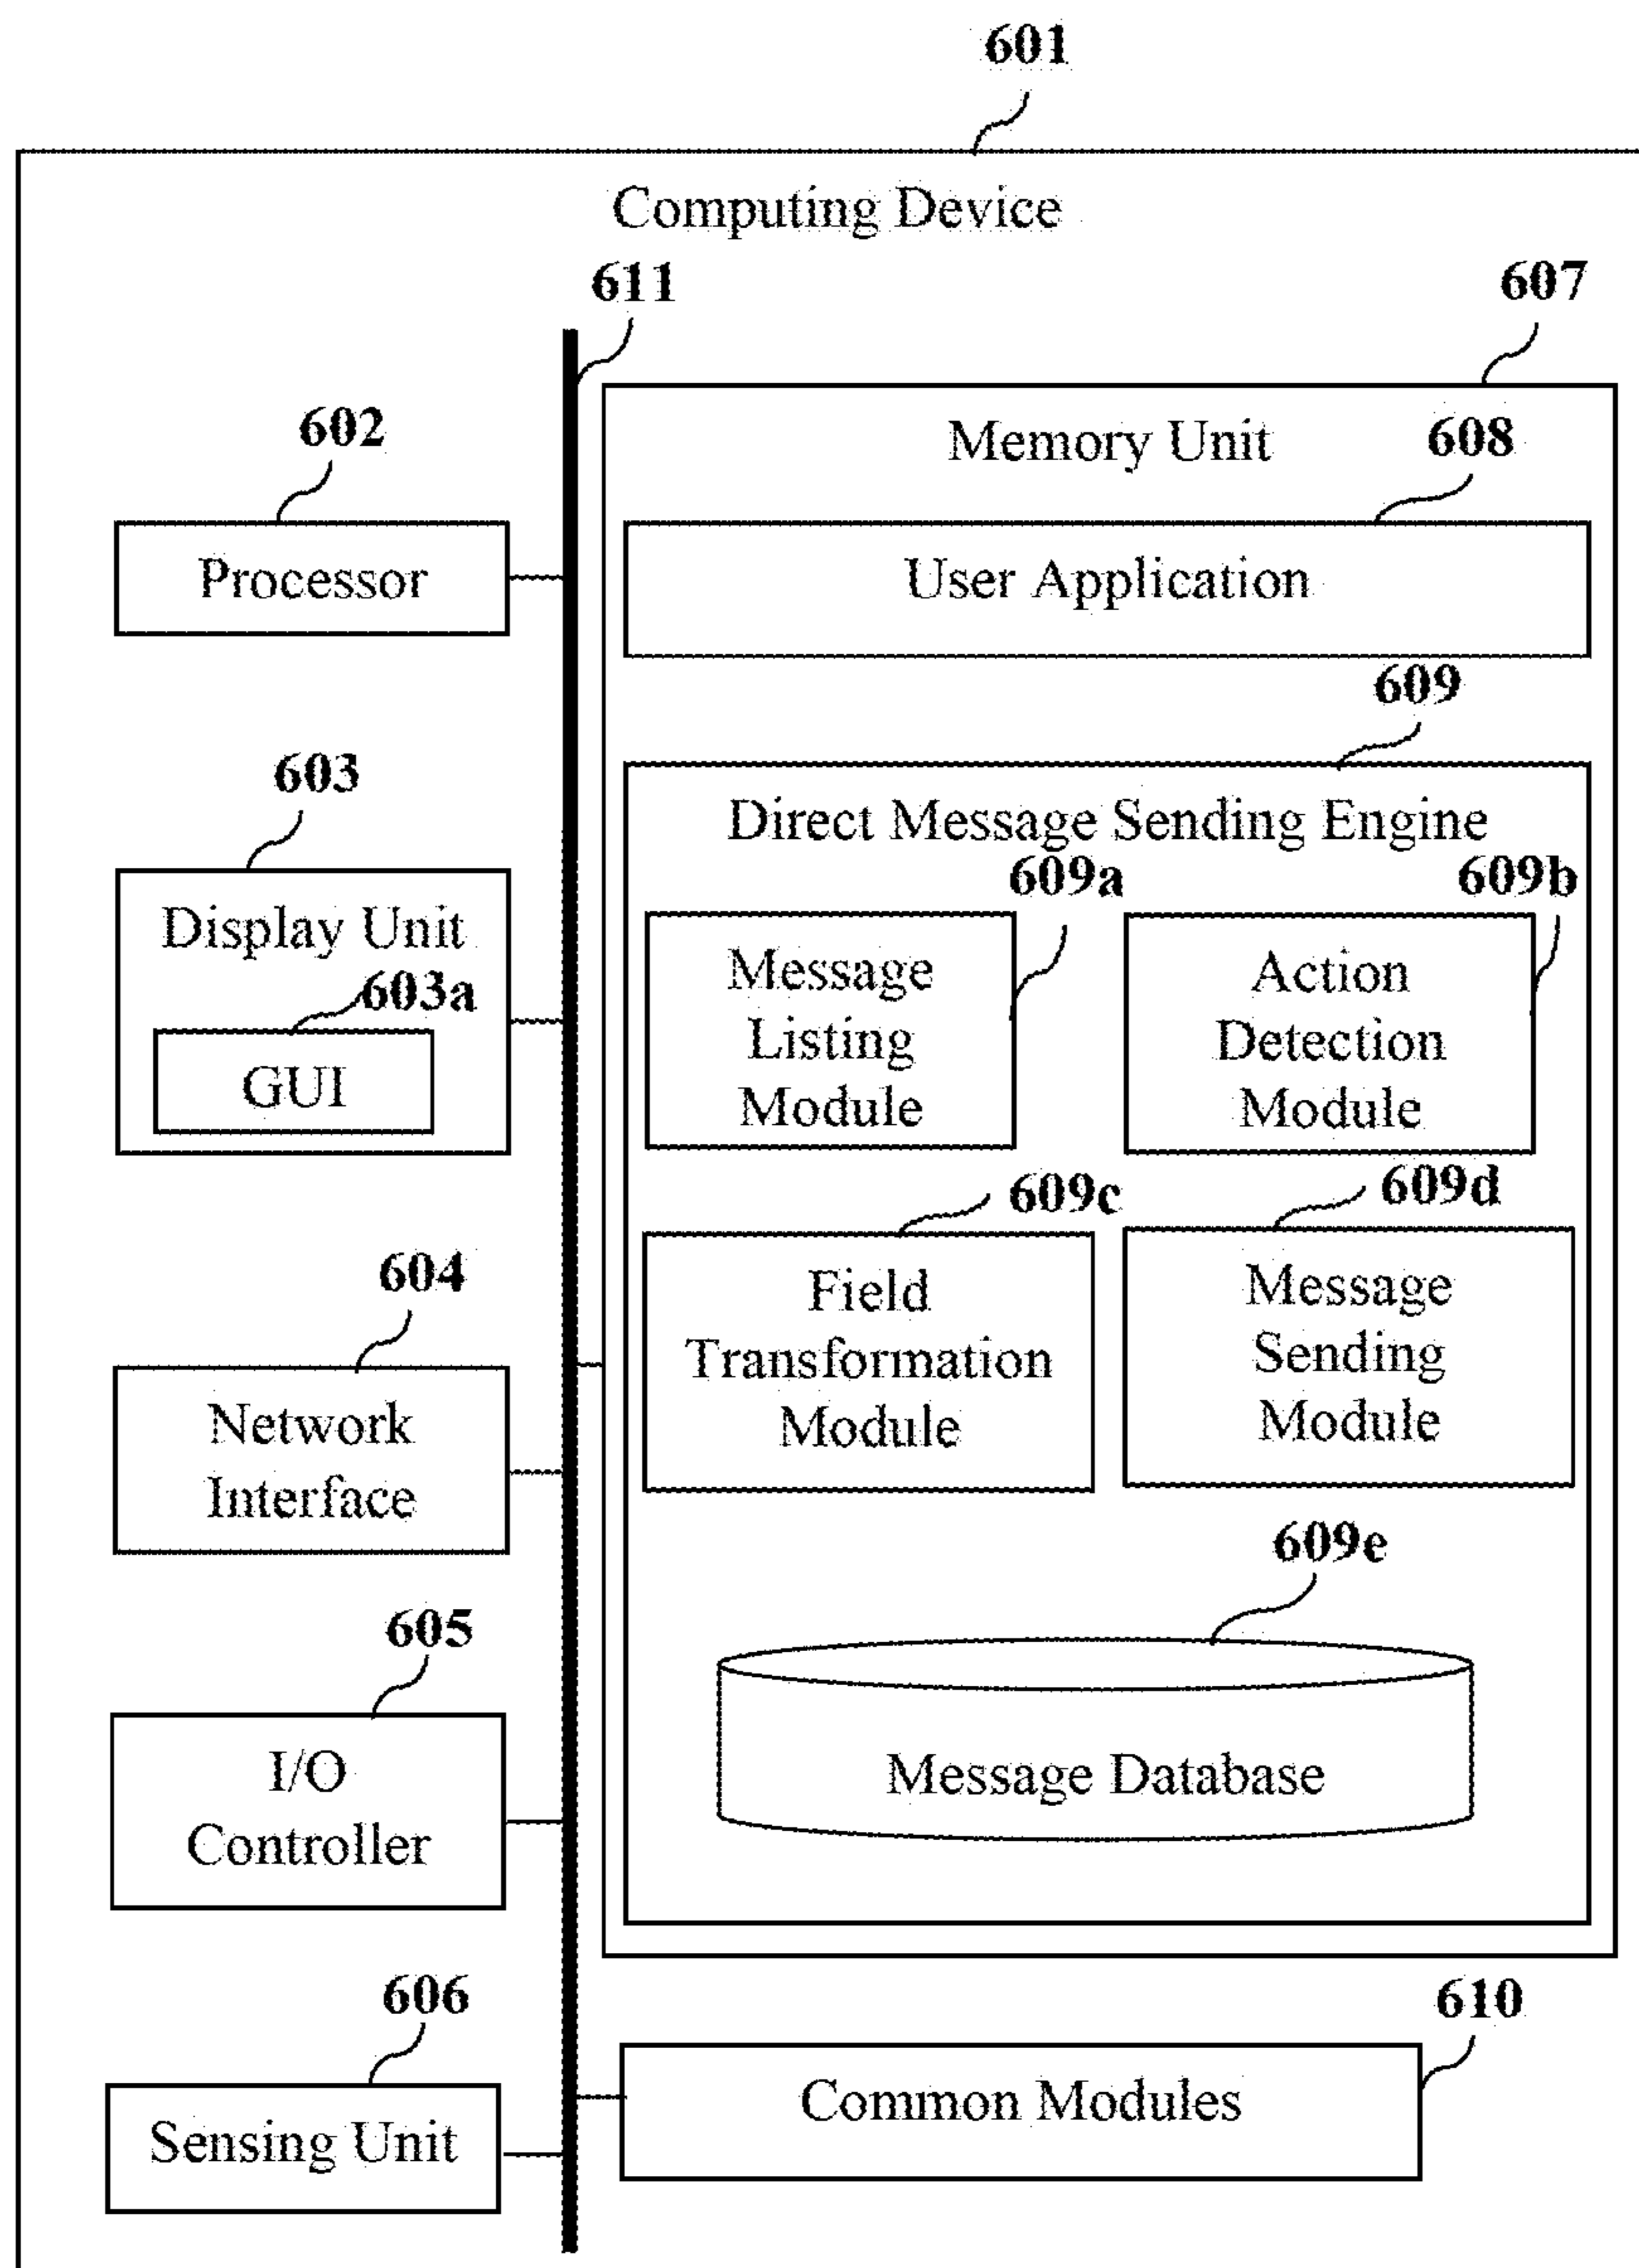 601
Computing Device
611
607
602
Memory Unit
608
Processor
User Application
609
603
Direct Message Sending Engine
609a
609b
Display Unit
603a
GUI
Message
Listing
Module
Action
Detection
Module
609c
609d
604
Field
Transformation
Module
Message
Sending
Module
Network
Interface
609e
605
I/O
Controller
Message Database
606
610
Sensing Unit
Common Modules